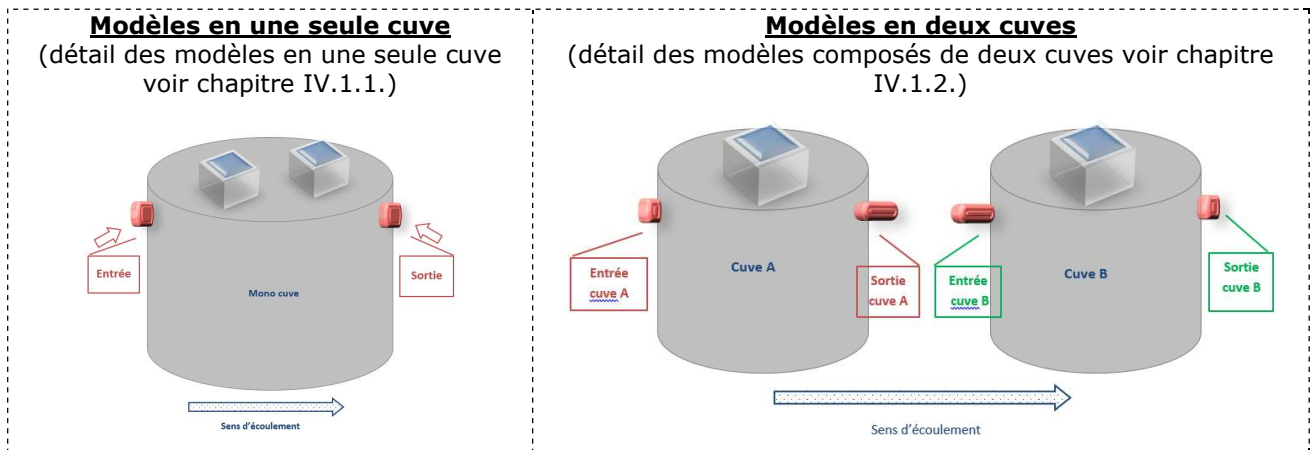 Modèles en une seule cuve
(détail des modèles en une seule cuve
voir chapitre IV.1.1.)
Entrée
Sortie
Mono cuve
Sens d'écoulement
Modèles en deux cuves
(détail des modèles composés de deux cuves voir chapitre
IV.1.2.)
Entrée
cuve A
Cuve A
Sortie
cuve A
Entrée
cuve B
Cuve B
Sortie
cuve B
Sens d'écoulement